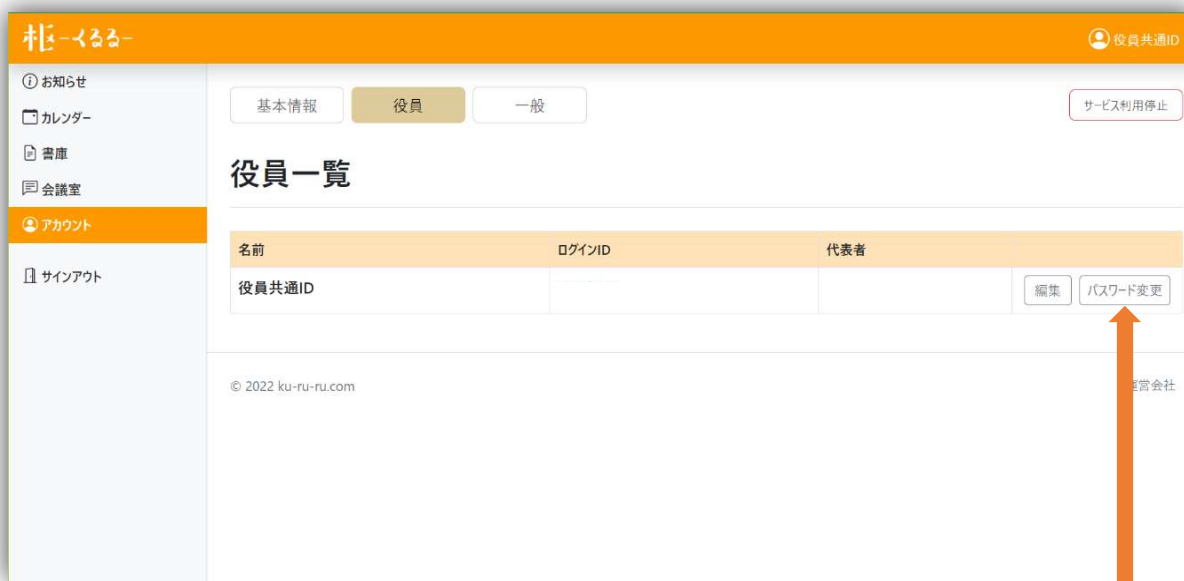 枢-くるる-
役員共通ID
お知らせ
カレンダー
書庫
会議室
アカウント
サインアウト
基本情報 役員 一般
サービス利用停止
役員一覧
名前 ログインID 代表者
役員共通ID 編集 パスワード変更
© 2022 ku-ru-ru.com
営会社